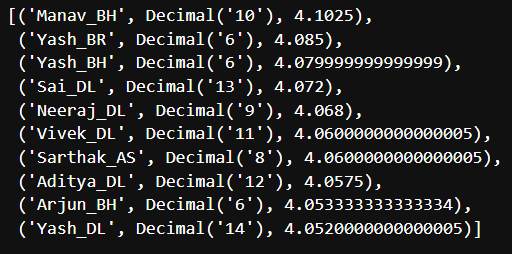 [('Manav_BH', Decimal('10'), 4.1025),
('Yash_BR', Decimal('6'), 4.085),
('Yash_BH', Decimal('6'), 4.079999999999999),
('Sai_DL', Decimal('13'), 4.072),
('Neeraj_DL', Decimal('9'), 4.068),
('Vivek_DL', Decimal('11'), 4.0600000000000005),
('Sarthak_AS', Decimal('8'), 4.0600000000000005),
('Aditya_DL', Decimal('12'), 4.0575),
('Arjun_BH', Decimal('6'), 4.053333333333334),
('Yash_DL', Decimal('14'), 4.0520000000000005)]